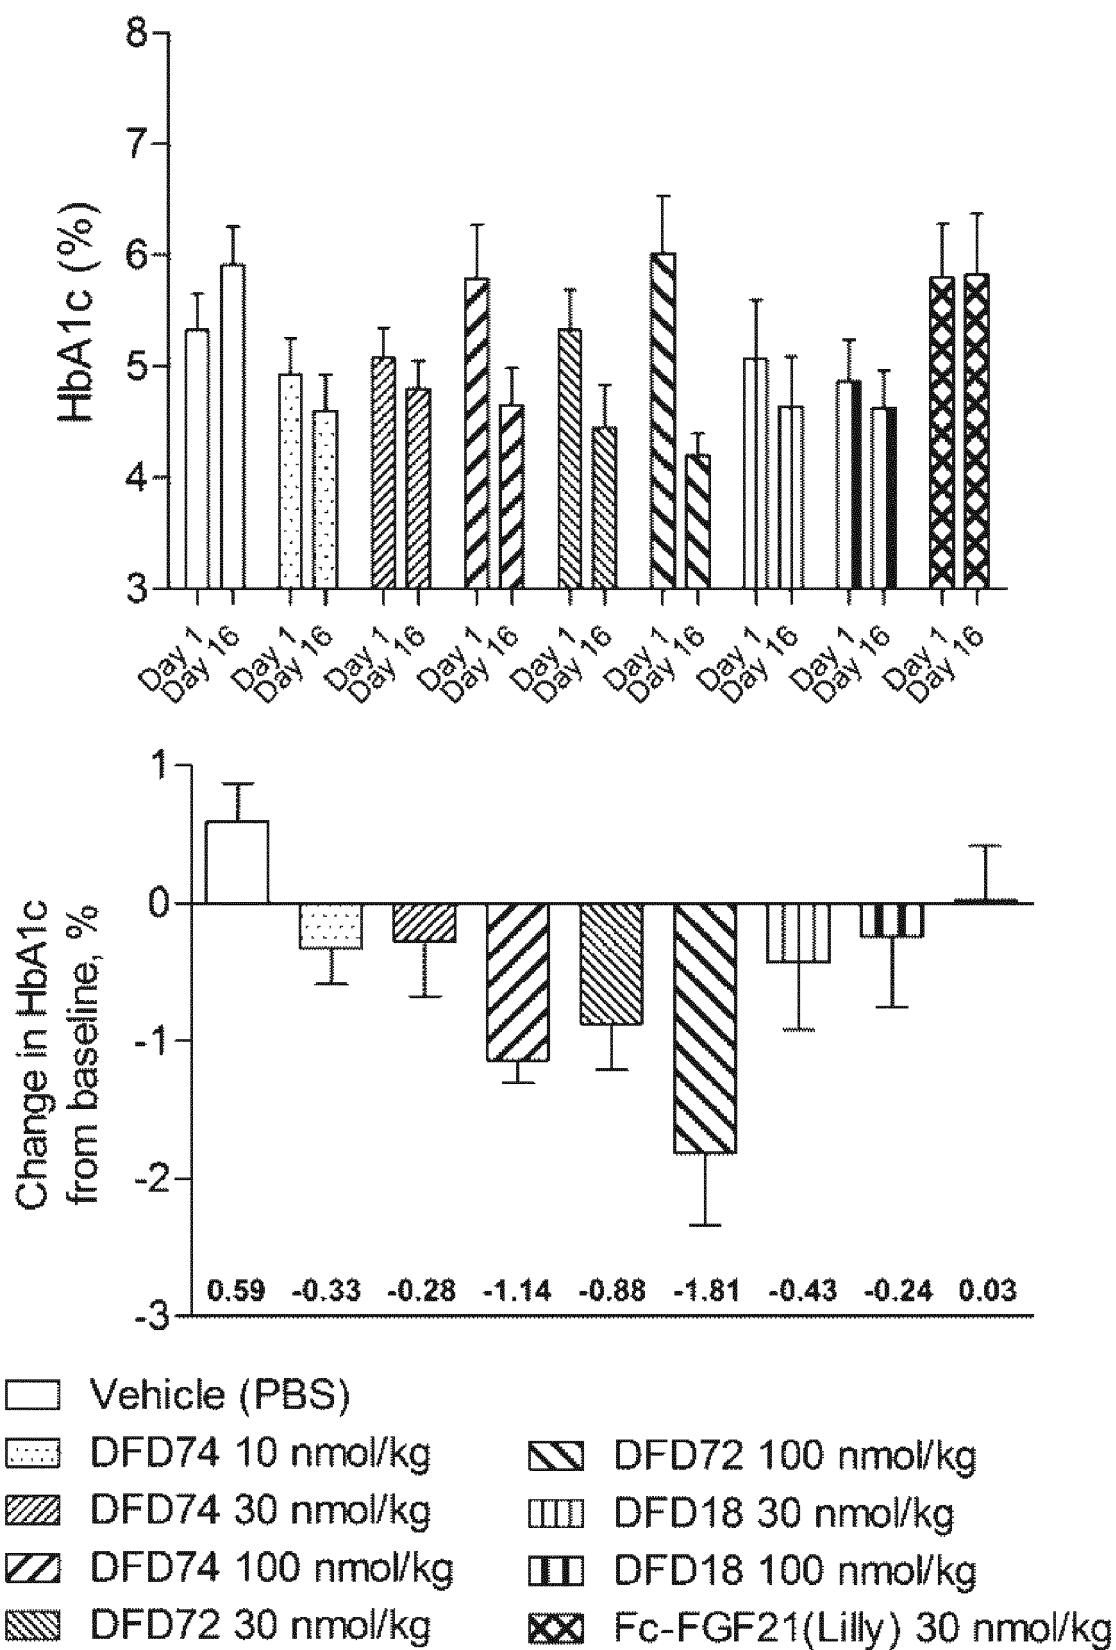 8
7
6
5
4
3
HbA1c (%)
Day 1 Day 16 Day 1 Day 16 Day 1 Day 16 Day 1 Day 16 Day 1 Day 16 Day 1 Day 16 Day 1 Day 16 Day 1 Day 16 Day 1 Day 16
1
0
-1
-2
-3
Change in HbA1c
from baseline, %
0.59 -0.33 -0.28 -1.14 -0.88 -1.81 -0.43 -0.24 0.03
Vehicle (PBS)
DFD74 10 nmol/kg
DFD74 30 nmol/kg
DFD74 100 nmol/kg
DFD72 30 nmol/kg
DFD72 100 nmol/kg
DFD18 30 nmol/kg
DFD18 100 nmol/kg
Fc-FGF21(Lilly) 30 nmol/kg